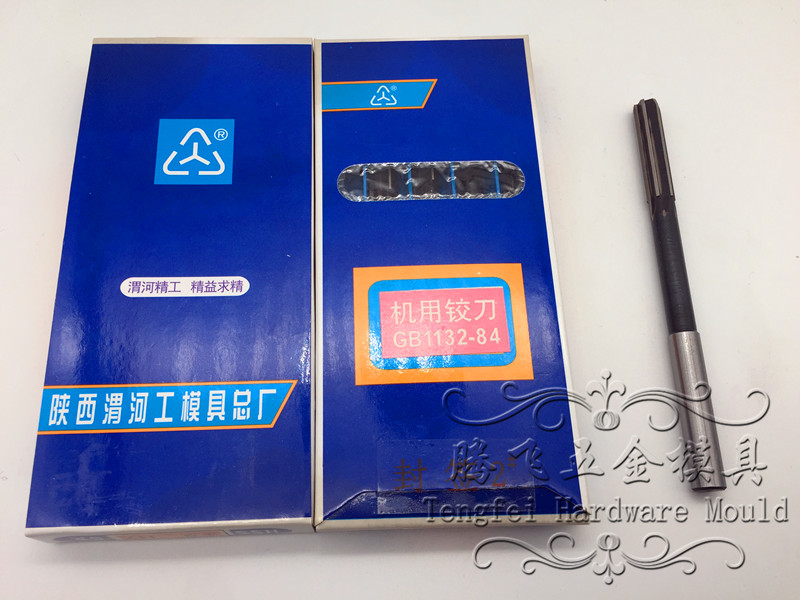 ®
渭河精工 精益求精
陕西渭河工模具总厂
®
机用铰刀
GB1132-84
封
腾飞五金模具
Tengfei Hardware Mould